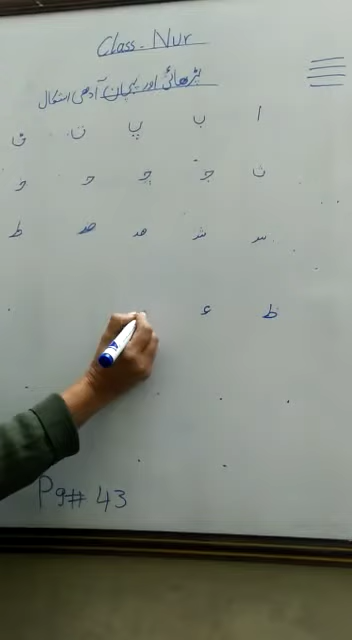 Class. Nur
پڑھائی اور پہچان آدھی اشکال
ا ب پ ت
ث ج چ ح خ
س ش ص ض ط
ظ ع
Pg# 43